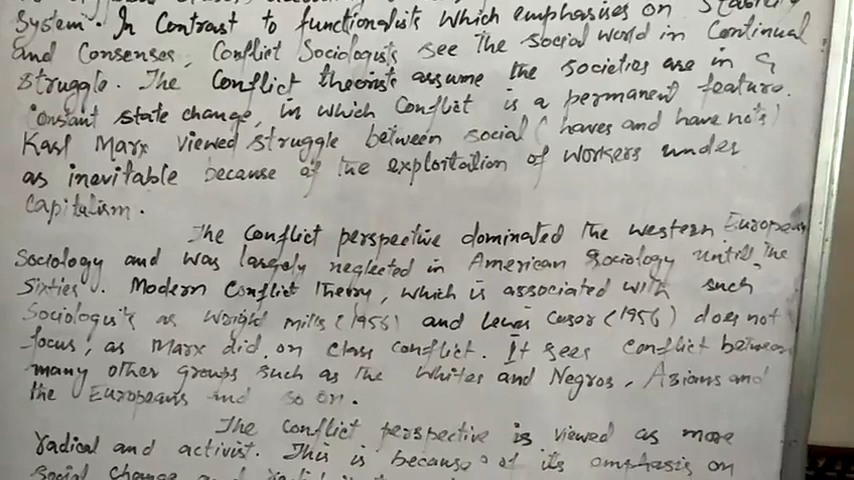 System. In Contrast to functionalists which emphasises on Stability
and Consenses, Conflict Sociologists see the social world in Continual
struggle. The Conflict theorists assume the societies are in a
Constant state change, in which Conflict is a permanent feature.
Karl Marx viewed struggle between social (haves and have nots)
as inevitable because of the exploitation of workers under
Capitalism.
The Conflict perspective dominated the western European
Sociology and was largely neglected in American Sociology untill the
Sixties. Modern Conflict Theory, which is associated with such
Sociologists as Wright mills (1956) and Lewis Coser (1956) does not
focus, as Marx did, on Class Conflict. It sees Conflict between
many other groups such as the Whites and Negros, Asians and
the Europeans and so on.
The Conflict perspective is viewed as more
radical and activist. This is because of its emphasis on
Social Change and